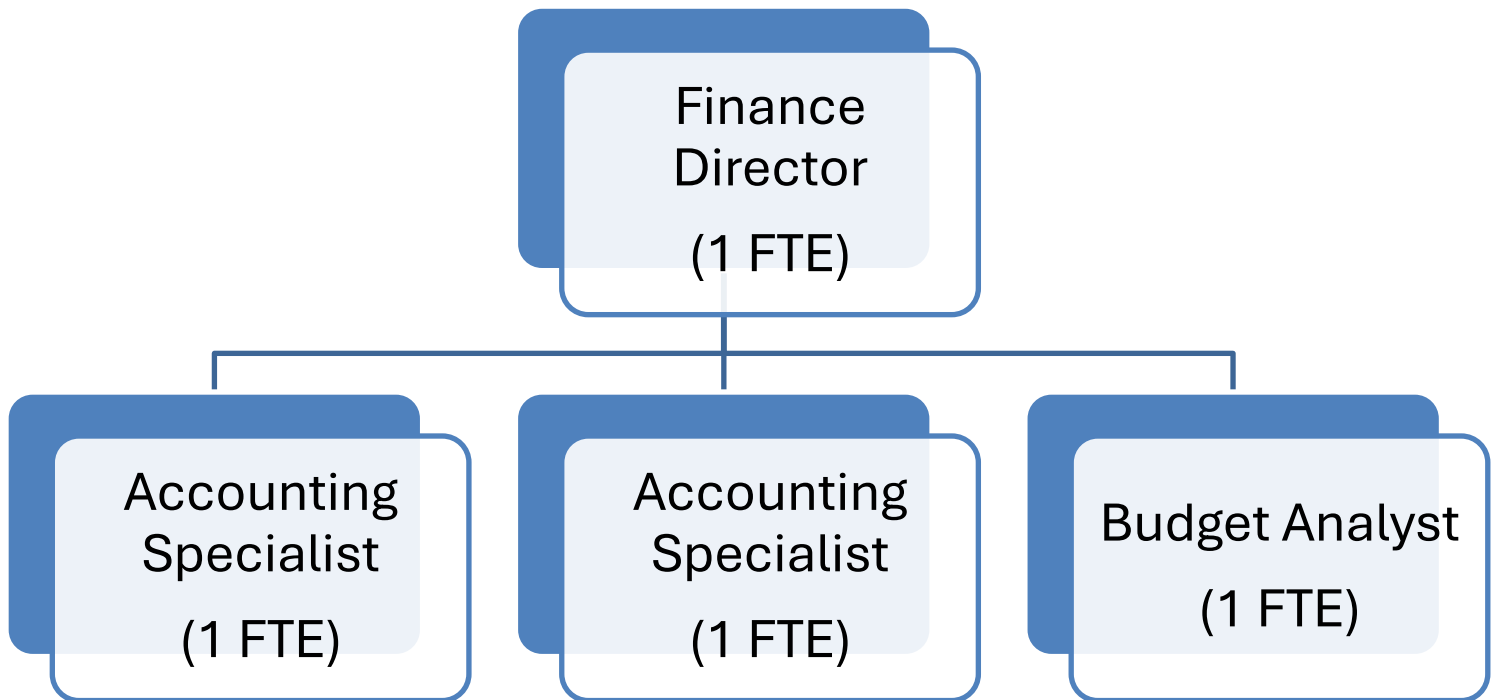 Finance
Director
(1 FTE)
Accounting
Specialist
(1 FTE)
Accounting
Specialist
(1 FTE)
Budget Analyst
(1 FTE)